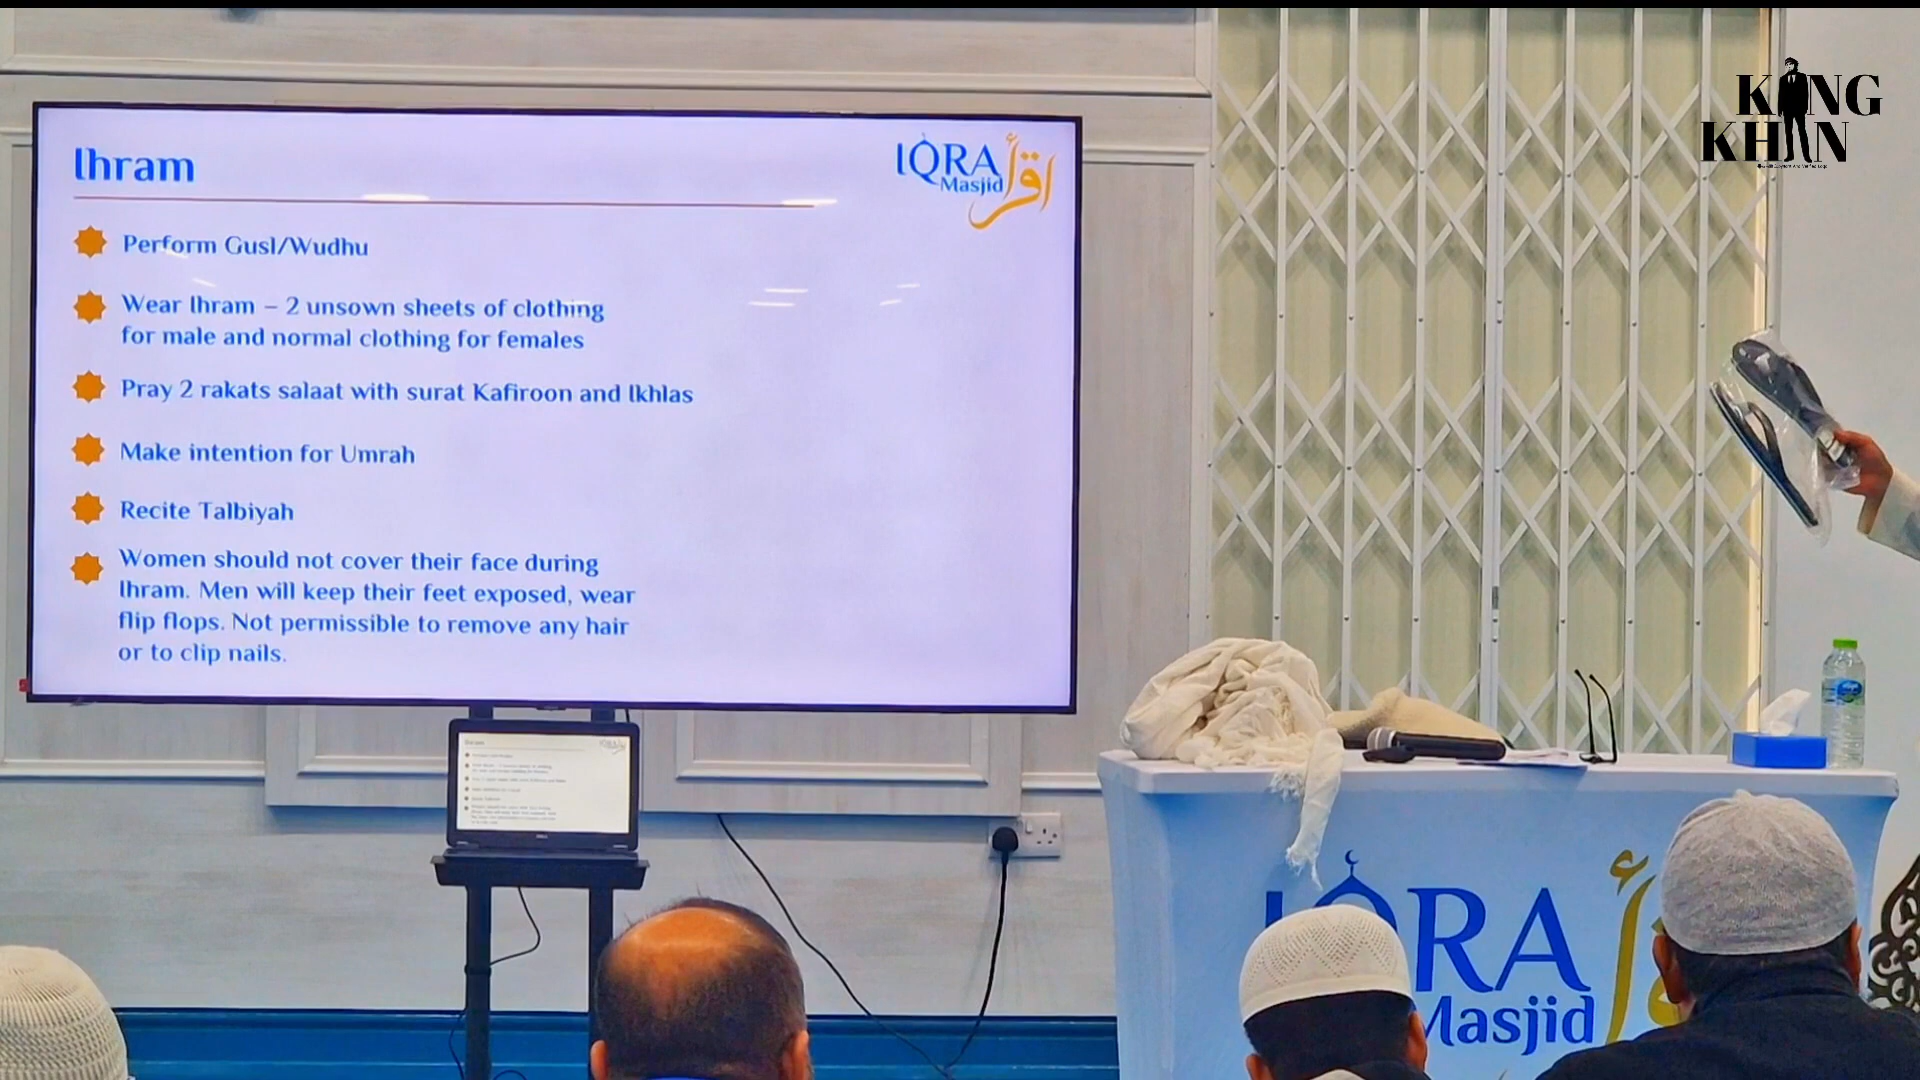 Ihram
IQRA
Masjid
اقرأ
Perform Gusl/Wudhu
Wear Ihram – 2 unsown sheets of clothing
for male and normal clothing for females
Pray 2 rakats salaat with surat Kafiroon and Ikhlas
Make intention for Umrah
Recite Talbiyah
Women should not cover their face during
Ihram. Men will keep their feet exposed, wear
flip flops. Not permissible to remove any hair
or to clip nails.
KING
KHAN
IQRA
Masjid